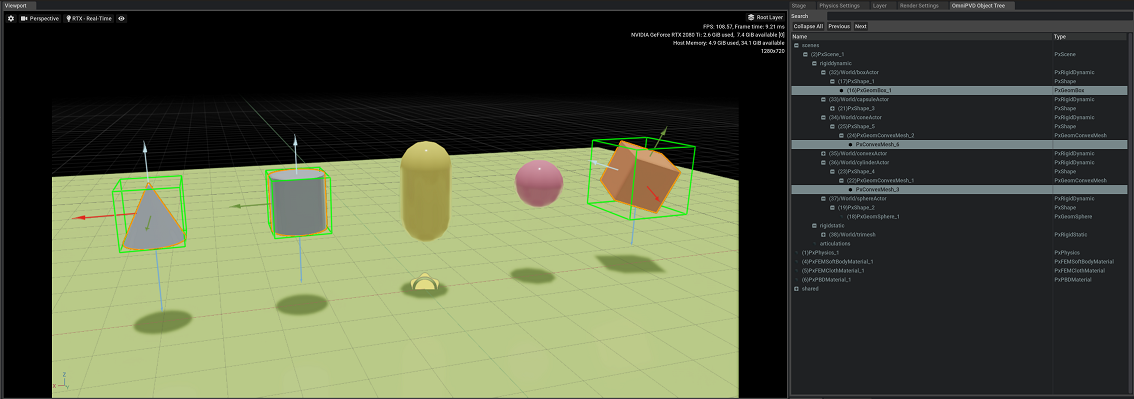 Viewport
Perspective
RTX - Real-Time
Root Layer
FPS: 108.57, Frame time: 9.21 ms
NVIDIA GeForce RTX 2080 Ti: 2.6 GiB used, 7.4 GiB available [0]
Host Memory: 4.9 GiB used, 34.1 GiB available
1280x720
Z
X
Y
Stage Physics Settings Layer Render Settings OmniPVD Object Tree
Search
Collapse All Previous Next
Name Type
scenes
(2)PxScene_1 PxScene
rigiddynamic
(32)/World/boxActor PxRigidDynamic
(17)PxShape_1 PxShape
(16)PxGeomBox_1 PxGeomBox
(33)/World/capsuleActor PxRigidDynamic
(21)PxShape_3 PxShape
(34)/World/coneActor PxRigidDynamic
(25)PxShape_5 PxShape
(24)PxGeomConvexMesh_2 PxGeomConvexMesh
PxConvexMesh_6
(35)/World/convexActor PxRigidDynamic
(36)/World/cylinderActor PxRigidDynamic
(23)PxShape_4 PxShape
(22)PxGeomConvexMesh_1 PxGeomConvexMesh
PxConvexMesh_3
(37)/World/sphereActor PxRigidDynamic
(19)PxShape_2 PxShape
(18)PxGeomSphere_1 PxGeomSphere
rigidstatic
(38)/World/trimesh PxRigidStatic
articulations
(1)PxPhysics_1 PxPhysics
(4)PxFEMSoftBodyMaterial_1 PxFEMSoftBodyMaterial
(5)PxFEMClothMaterial_1 PxFEMClothMaterial
(6)PxPBDMaterial_1 PxPBDMaterial
shared